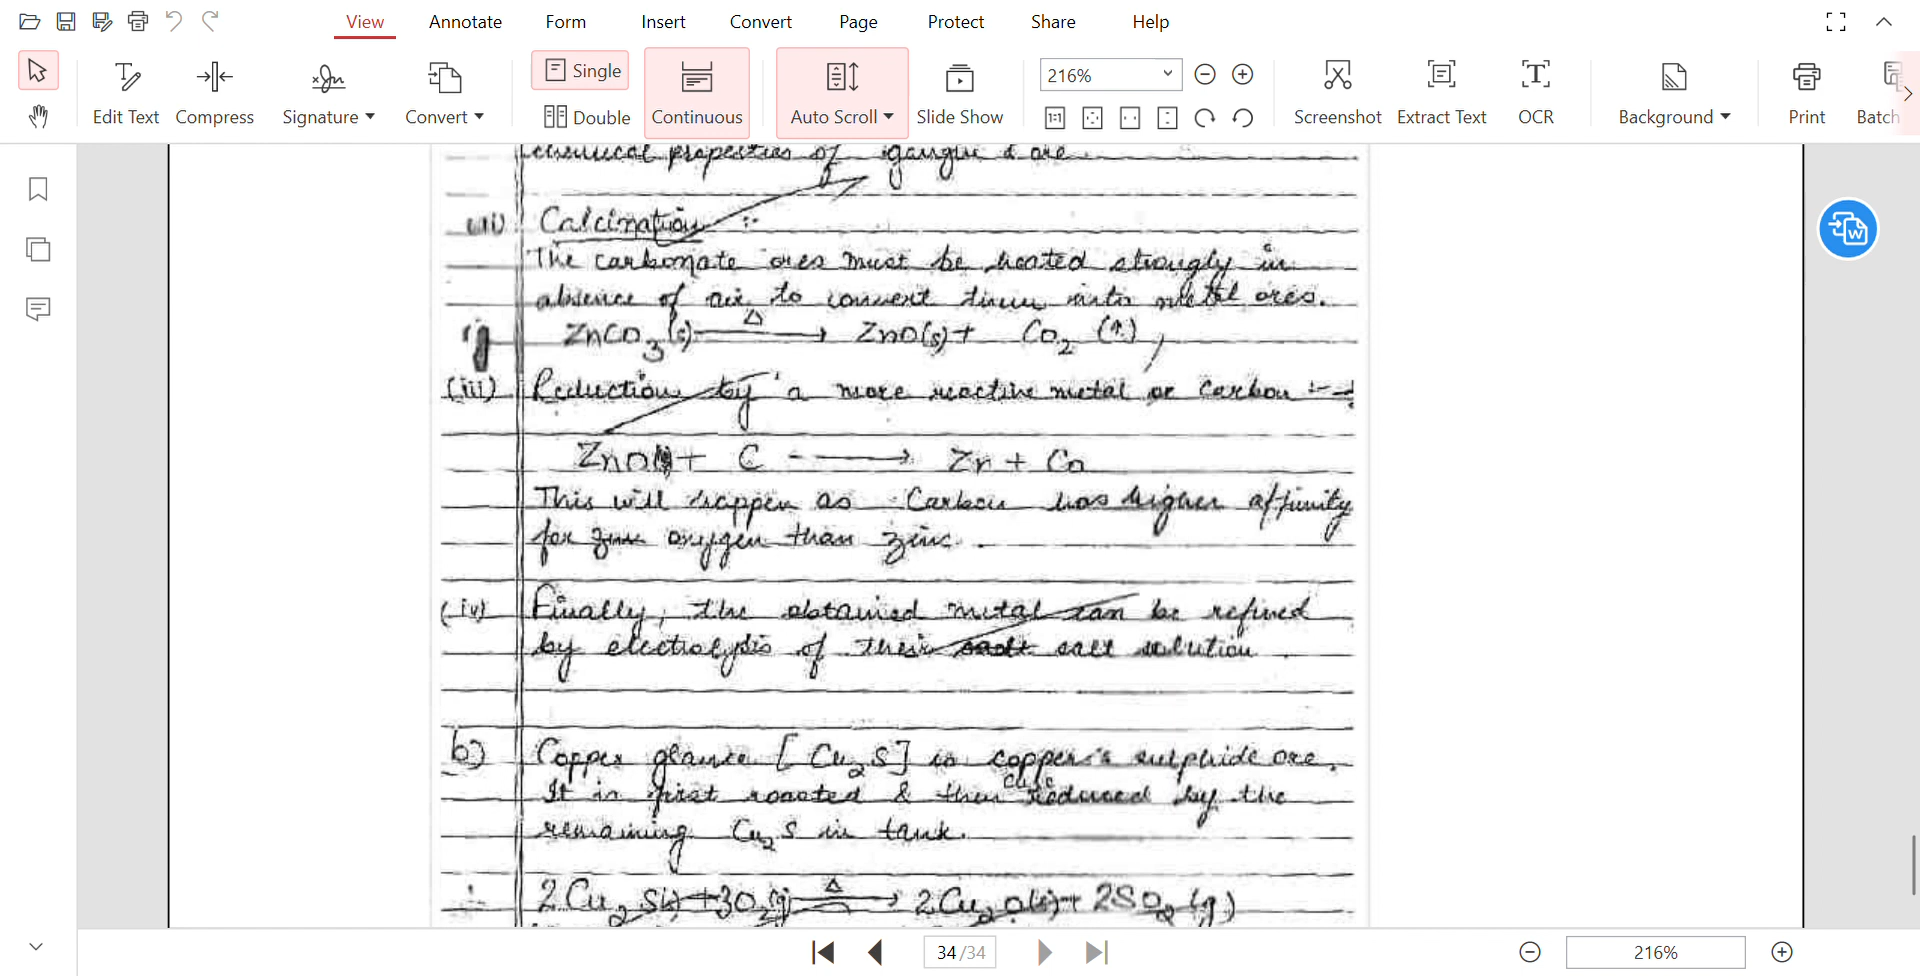 View Annotate Form Insert Convert Page Protect Share Help
Edit Text Compress Signature Convert Single Double Continuous Auto Scroll Slide Show 216% Screenshot Extract Text OCR Background Print Batch
chemical properties of gangue & ore.
(ii) Calcination :-
The carbonate ores must be heated strongly in
absence of air to convert them into metal ores.
eg ZnCO3(s) —Δ→ ZnO(s) + CO2 (↑),
(iii) Reduction by a more reactive metal or carbon :-
ZnO + C → Zn + Co
This will happen as Carbon has higher affinity
for oxygen than zinc.
(iv) Finally, the obtained metal can be refined
by electrolysis of their salt solution
b) Copper glance [Cu2S] is copper's sulphide ore.
It is first roasted & then reduced by the
remaining Cu2S in tank.
2Cu2S(s) + 3O2(g) —Δ→ 2Cu2O(s) + 2SO2(g)
34 /34
216%